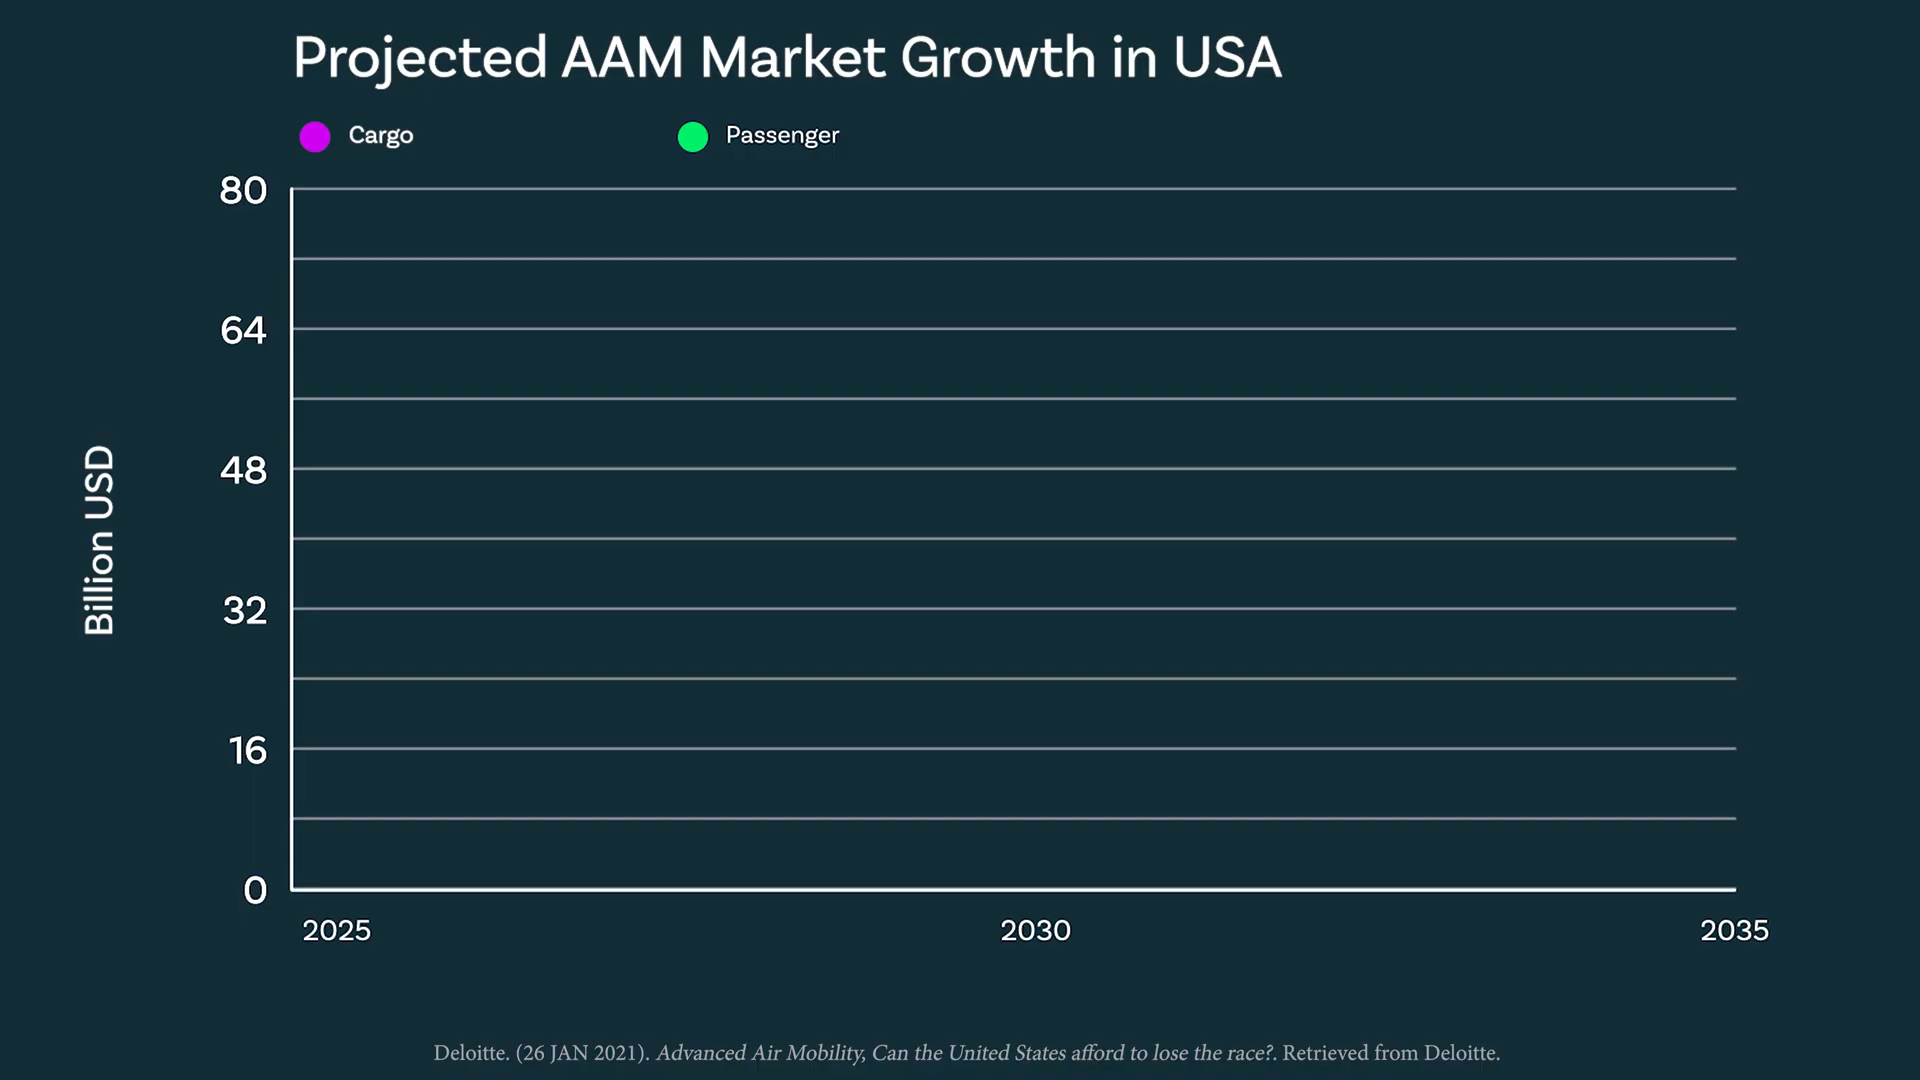 Projected AAM Market Growth in USA
Cargo
Passenger
80
64
48
32
16
0
Billion USD
2025
2030
2035
Deloitte. (26 JAN 2021). Advanced Air Mobility, Can the United States afford to lose the race?. Retrieved from Deloitte.